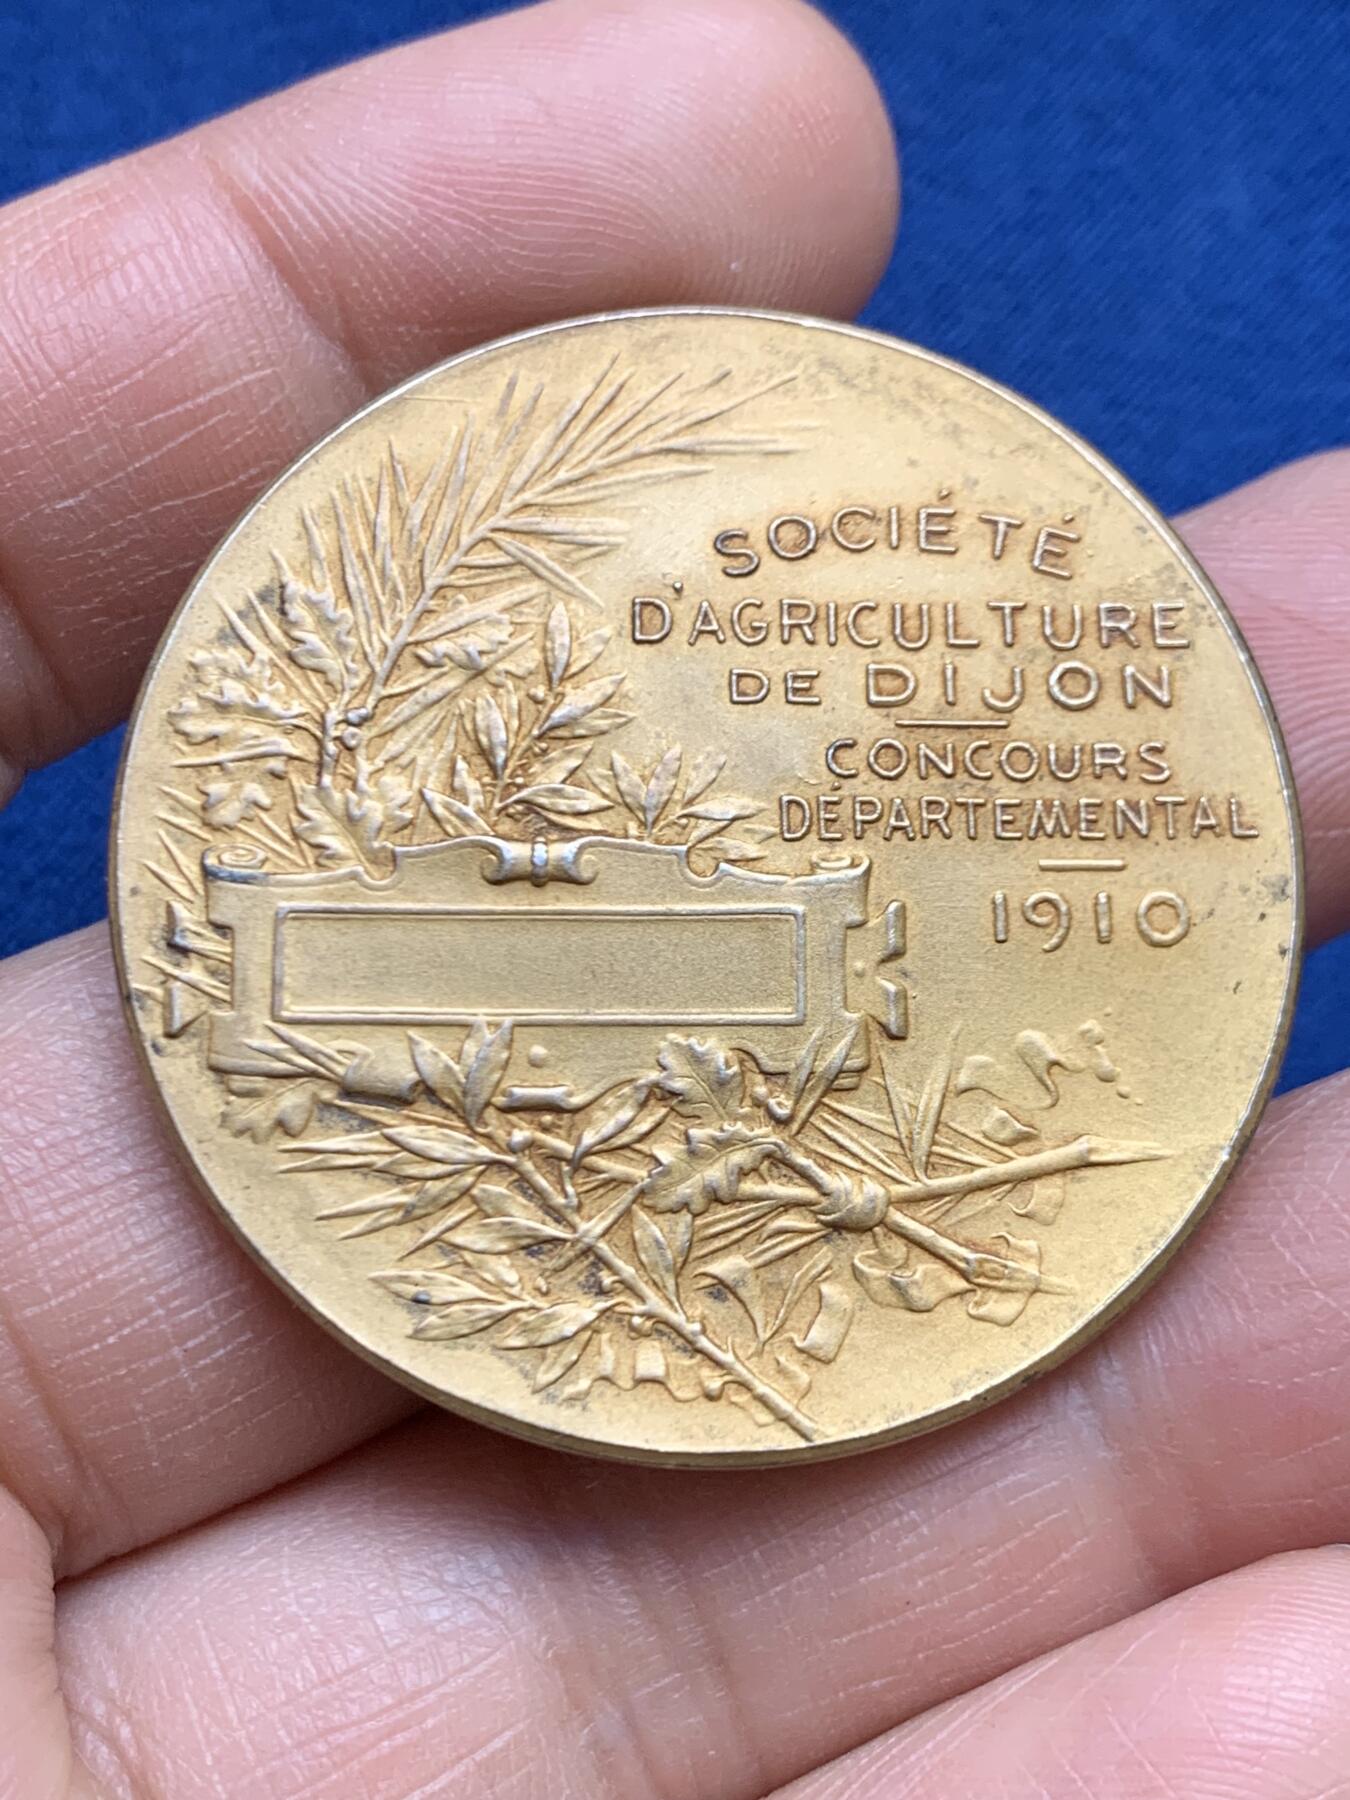 SOCIÉTÉ
D'AGRICULTURE
DE DIJON
CONCOURS
DÉPARTEMENTAL
1910